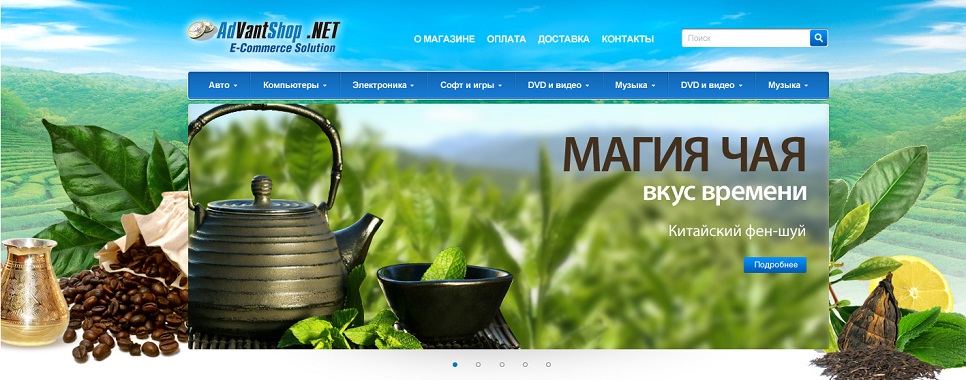 AdVantShop .NET
E-Commerce Solution
О МАГАЗИНЕ ОПЛАТА ДОСТАВКА КОНТАКТЫ
Поиск
Авто Компьютеры Электроника Софт и игры DVD и видео Музыка DVD и видео Музыка
МАГИЯ ЧАЯ
вкус времени
Китайский фен-шуй
Подробнее